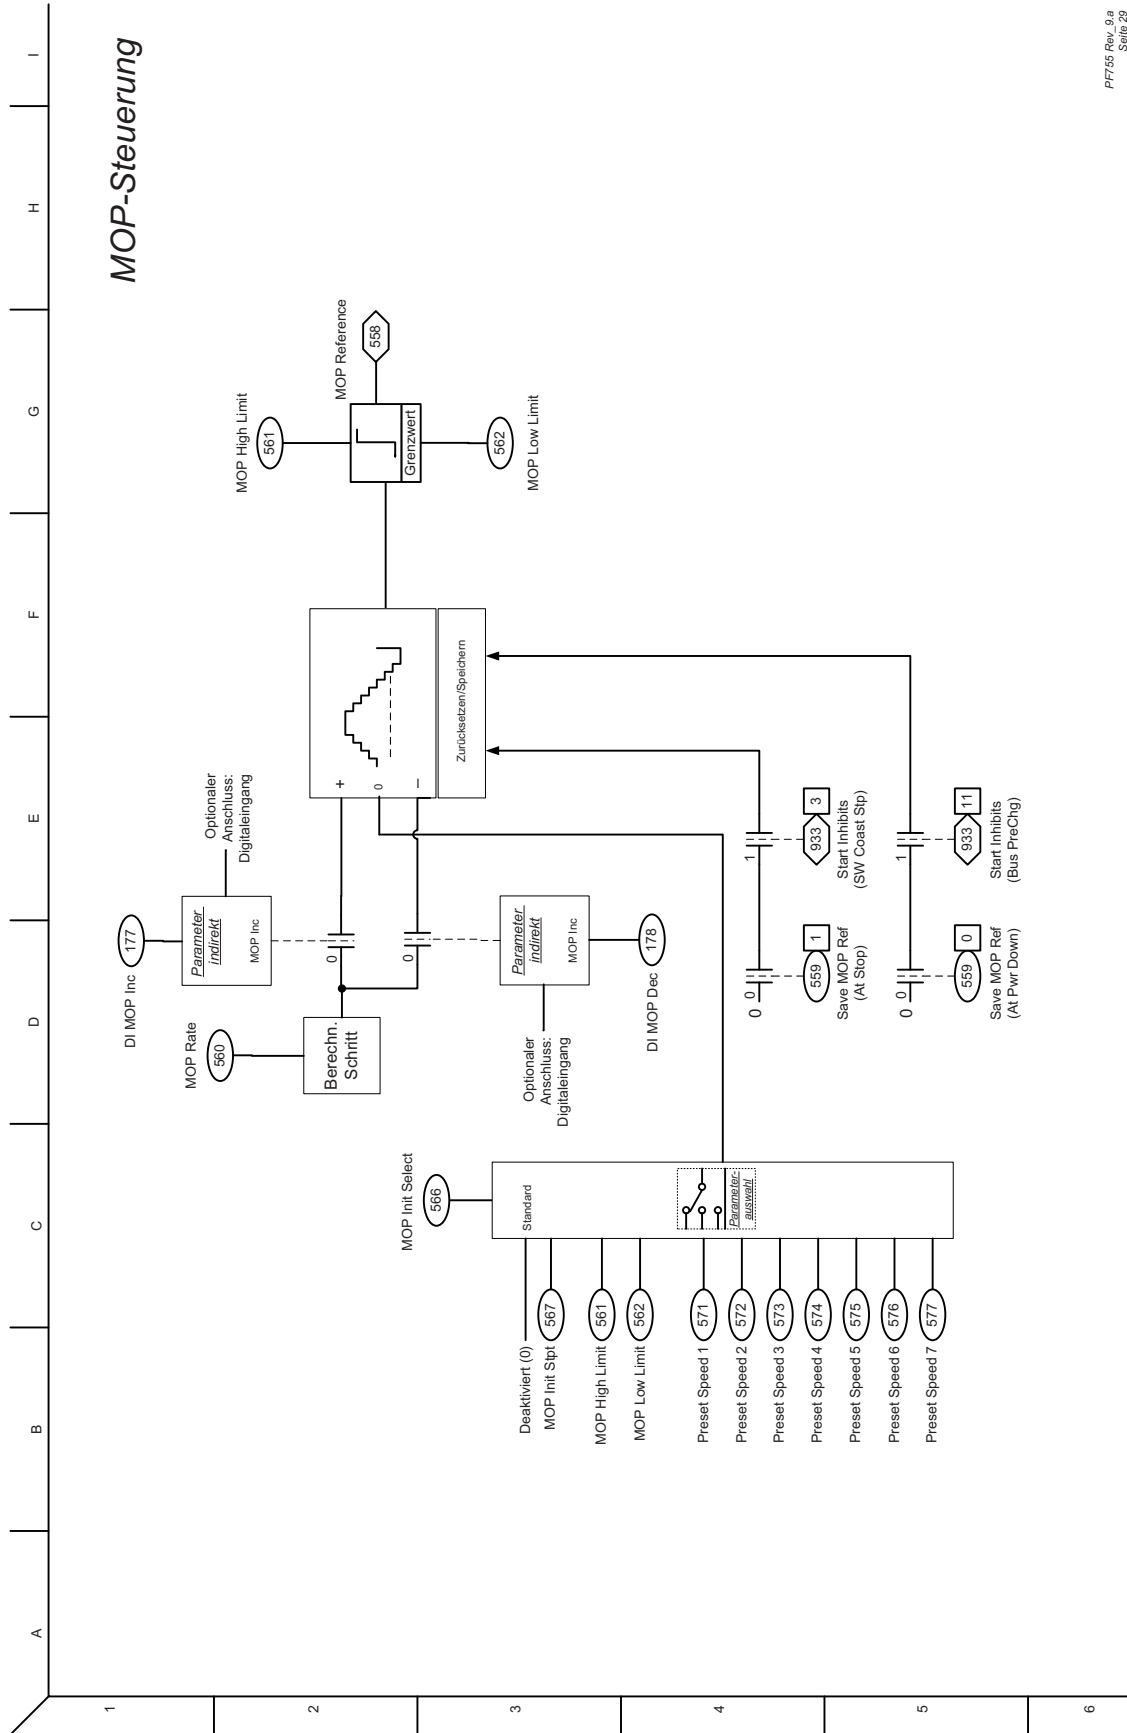 A
B
C
D
E
F
G
H
I
1
2
3
4
5
6
MOP-Steuerung
DI MOP Inc
177
Parameter
indirekt
MOP Inc
Optionaler
Anschluss:
Digitaleingang
MOP Rate
560
Berechn.
Schritt
0
0
+
0
–
Zurücksetzen/Speichern
MOP High Limit
561
Grenzwert
MOP Reference
558
562
MOP Low Limit
Optionaler
Anschluss:
Digitaleingang
Parameter
indirekt
MOP Inc
178
DI MOP Dec
MOP Init Select
566
Standard
Parameter-
auswahl
Deaktiviert (0)
MOP Init Stpt
567
MOP High Limit
561
MOP Low Limit
562
Preset Speed 1
571
Preset Speed 2
572
Preset Speed 3
573
Preset Speed 4
574
Preset Speed 5
575
Preset Speed 6
576
Preset Speed 7
577
0
0
1
559
1
933
3
Save MOP Ref
(At Stop)
Start Inhibits
(SW Coast Stp)
0
0
1
559
0
933
11
Save MOP Ref
(At Pwr Down)
Start Inhibits
(Bus PreChg)
PF755 Rev_9.a
Seite 29